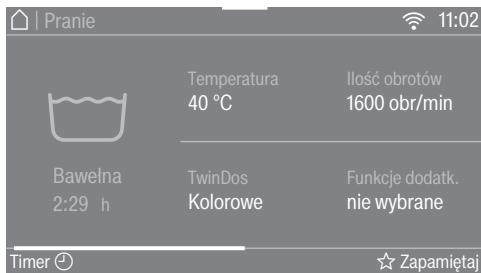 | Pranie 11:02
Temperatura Ilość obrotów
40 °C 1600 obr/min
Bawełna TwinDos Funkcje dodatk.
2:29 h Kolorowe nie wybrane
Timer Zapamiętaj